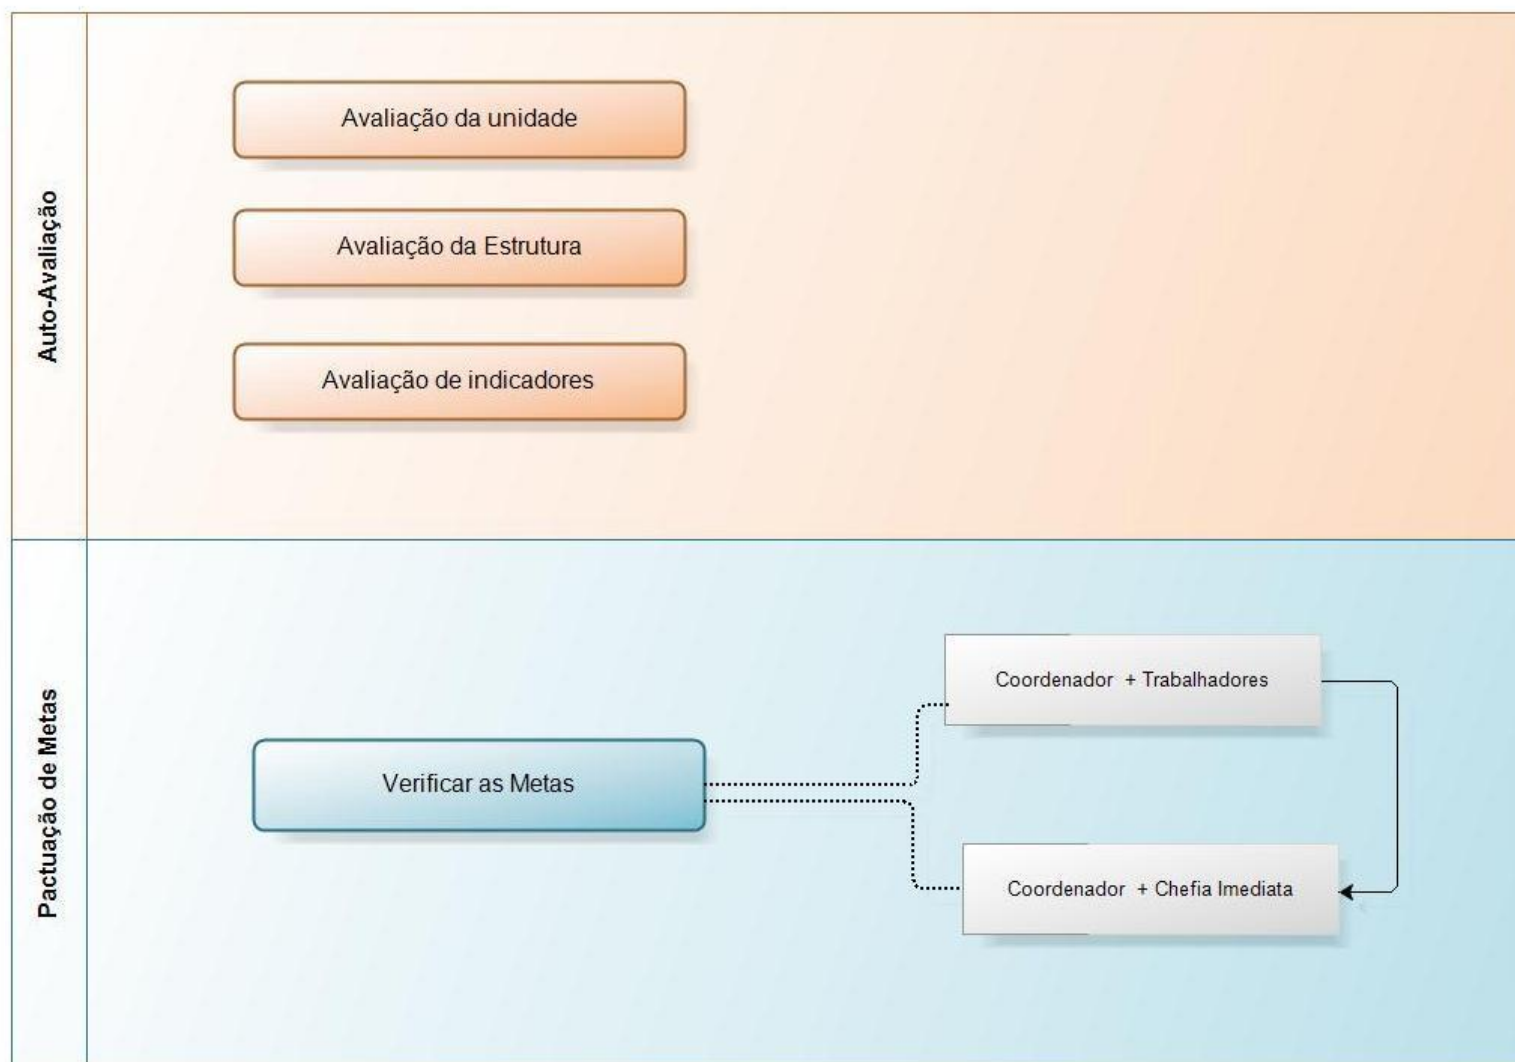 Auto-Avaliação
Avaliação da unidade
Avaliação da Estrutura
Avaliação de indicadores
Pactuação de Metas
Verificar as Metas
Coordenador + Trabalhadores
Coordenador + Chefia Imediata